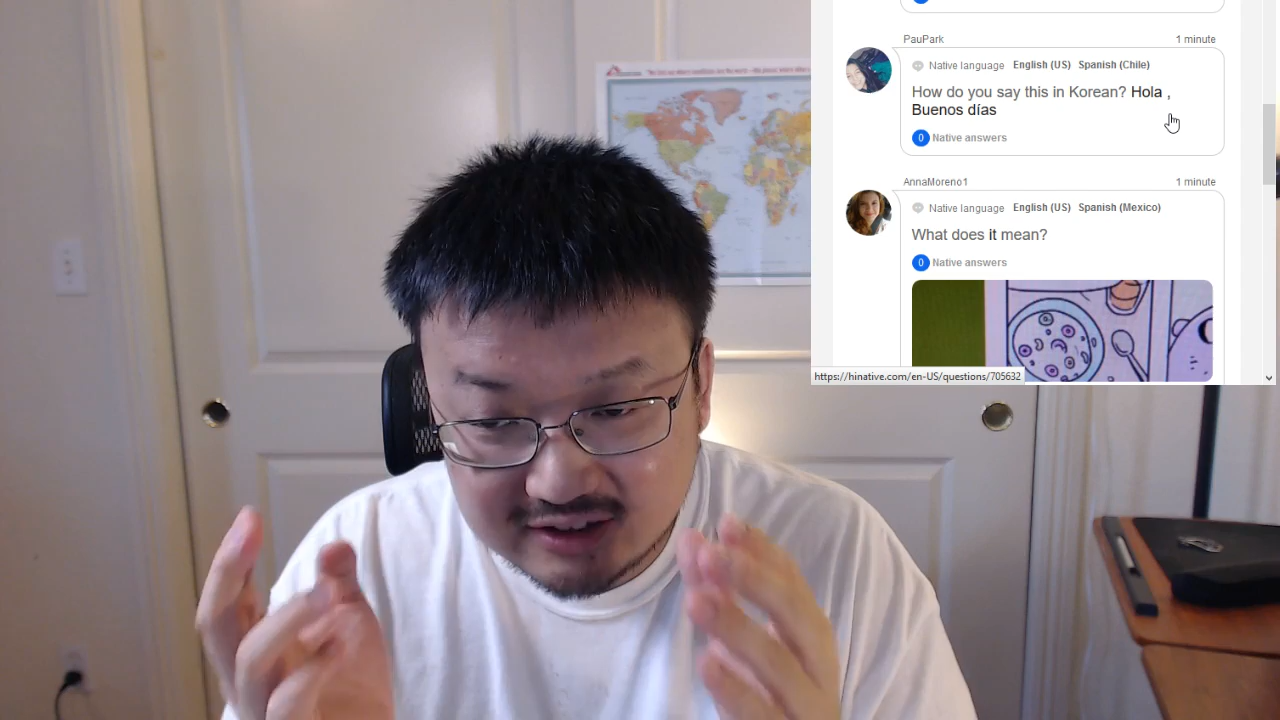 PauPark 1 minute
Native language English (US) Spanish (Chile)
How do you say this in Korean? Hola ,
Buenos días
0 Native answers
AnnaMoreno1 1 minute
Native language English (US) Spanish (Mexico)
What does it mean?
0 Native answers
https://hinative.com/en-US/questions/705632